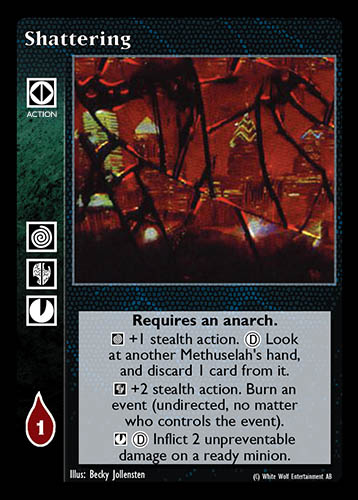 Shattering
ACTION
Requires an anarch.
+1 stealth action. D Look
at another Methuselah's hand,
and discard 1 card from it.
+2 stealth action. Burn an
event (undirected, no matter
who controls the event).
D Inflict 2 unpreventable
damage on a ready minion.
1
Illus: Becky Jollensten
(C) White Wolf Entertainment AB